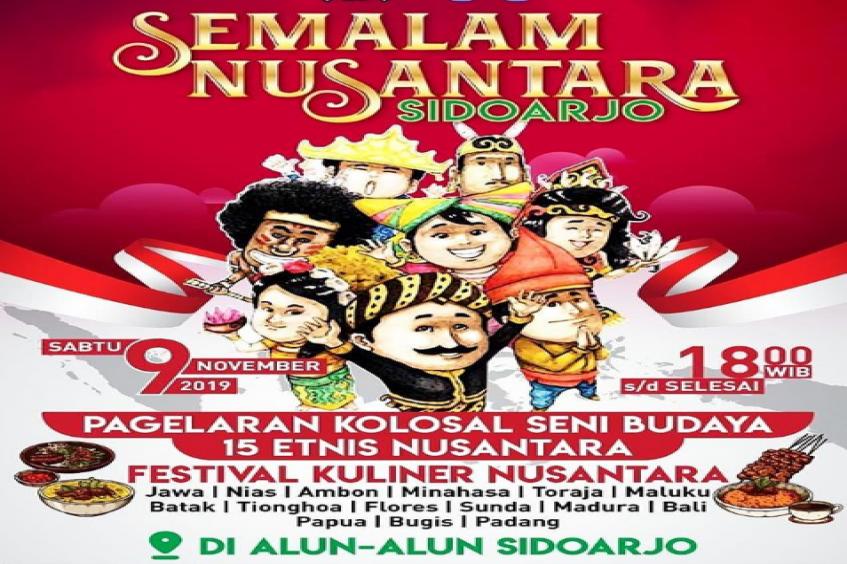 SEMALAM
NUSANTARA
SIDOARJO
SABTU 9 NOVEMBER 2019
18 00 WIB
s/d SELESAI
PAGELARAN KOLOSAL SENI BUDAYA
15 ETNIS NUSANTARA
FESTIVAL KULINER NUSANTARA
Jawa | Nias | Ambon | Minahasa | Toraja | Maluku
Batak | Tionghoa | Flores | Sunda | Madura | Bali
Papua | Bugis | Padang
DI ALUN-ALUN SIDOARJO